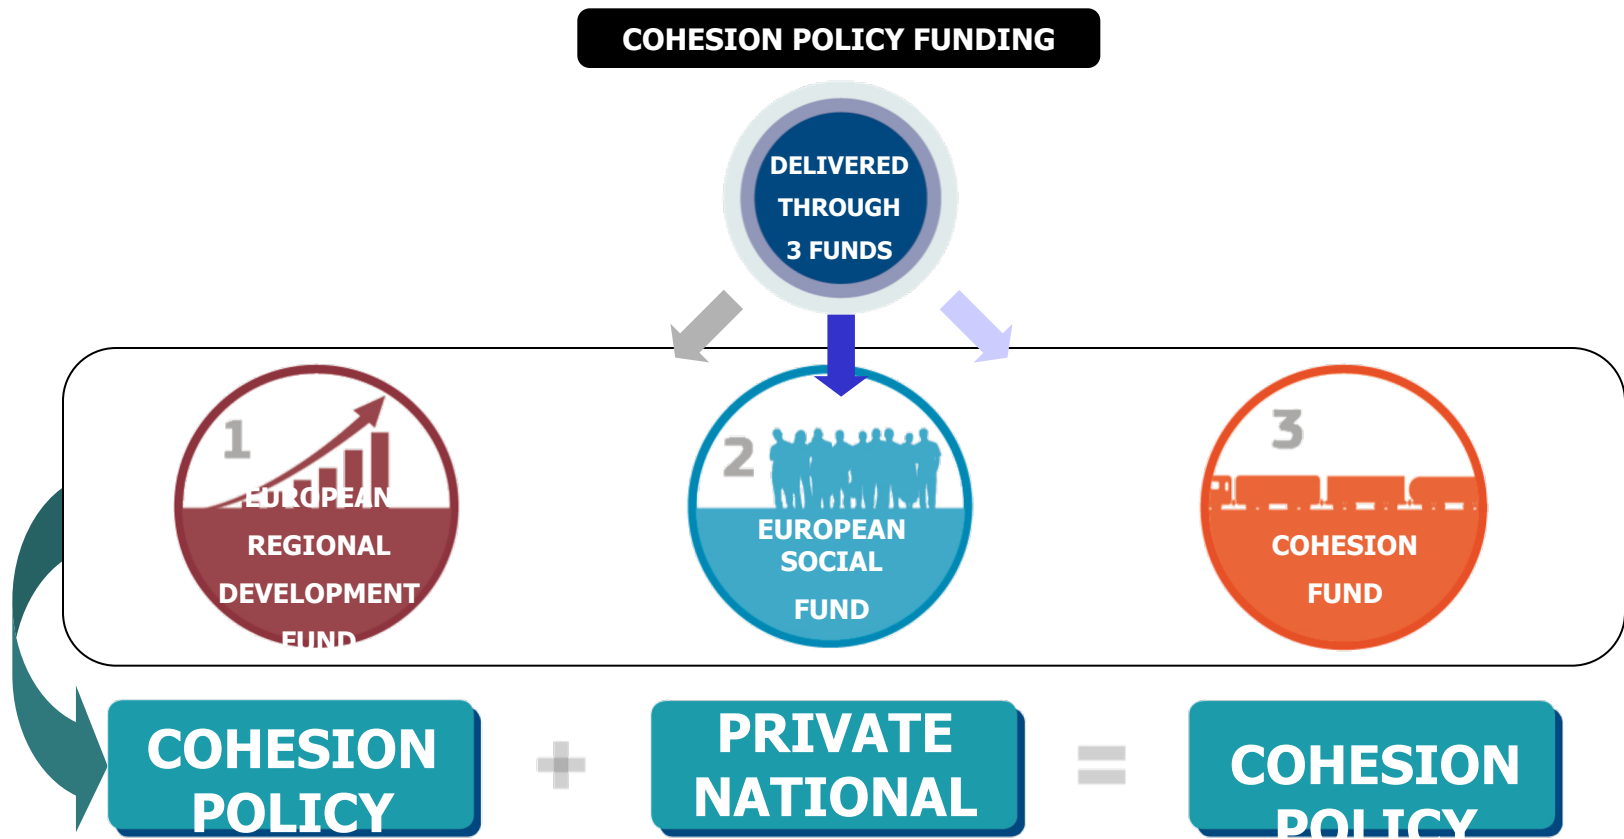 COHESION POLICY FUNDING
DELIVERED
THROUGH
3 FUNDS
1
EUROPEAN
REGIONAL
DEVELOPMENT
FUND
2
EUROPEAN
SOCIAL
FUND
3
COHESION
FUND
COHESION
POLICY
+
PRIVATE
NATIONAL
=
COHESION
POLICY